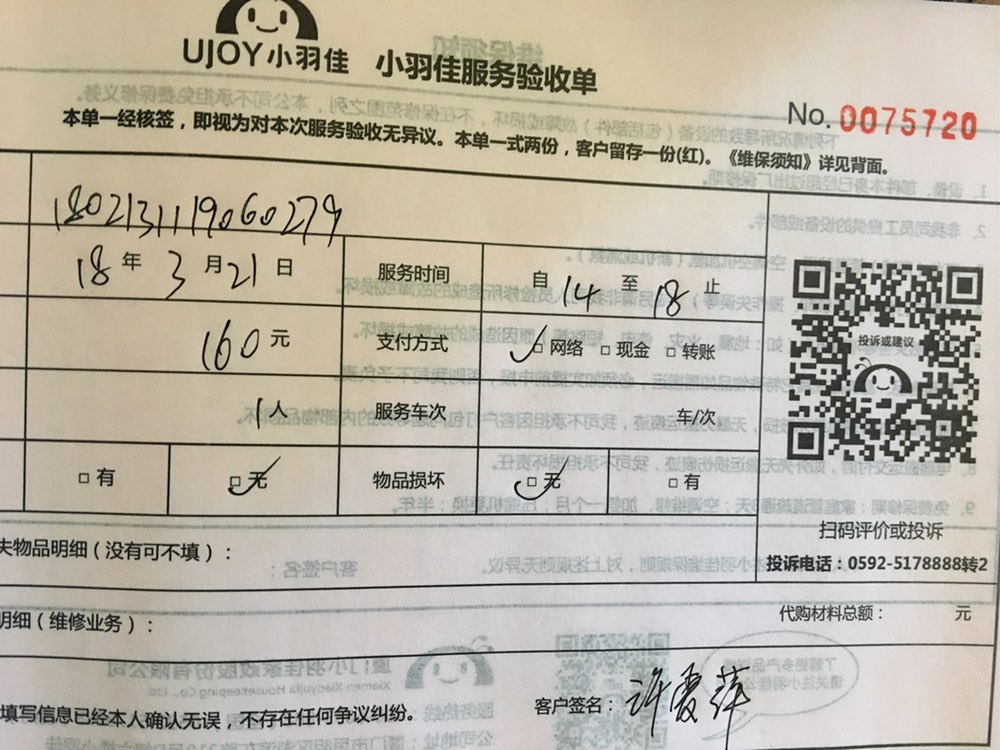 UJOY小羽佳 小羽佳服务验收单
No. 0075720
本单一经核签，即视为对本次服务验收无异议。本单一式两份，客户留存一份(红)。《维保须知》详见背面。
1802131119060279
18 年 3 月 21 日 服务时间 自 14 至 18 止
160 元 支付方式 ✓□ 网络 □ 现金 □ 转账
投诉或建议
1人 服务车次 车/次
□ 有 □ 无 物品损坏 □ 无 □ 有
扫码评价或投诉
失物品明细（没有可不填）：
投诉电话：0592-5178888转2
明细（维修业务）： 代购材料总额： 元
填写信息已经本人确认无误，不存在任何争议纠纷。 客户签名：许爱萍